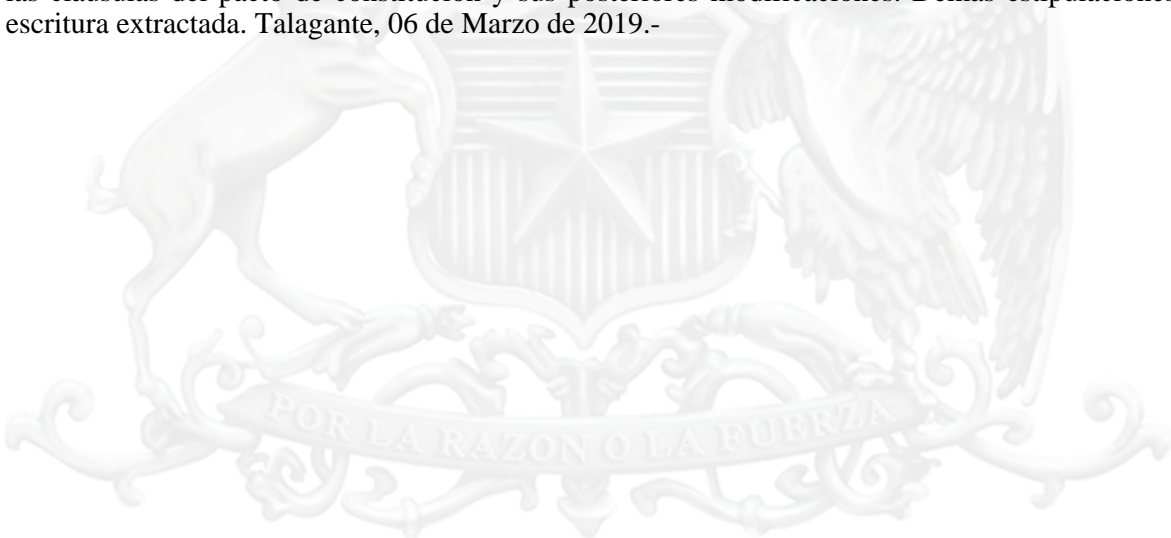 las cláusulas del pacto de constitución y sus posteriores modificaciones. Demás estipulaciones
escritura extractada. Talagante, 06 de Marzo de 2019.-
POR LA RAZON O LA FUERZA